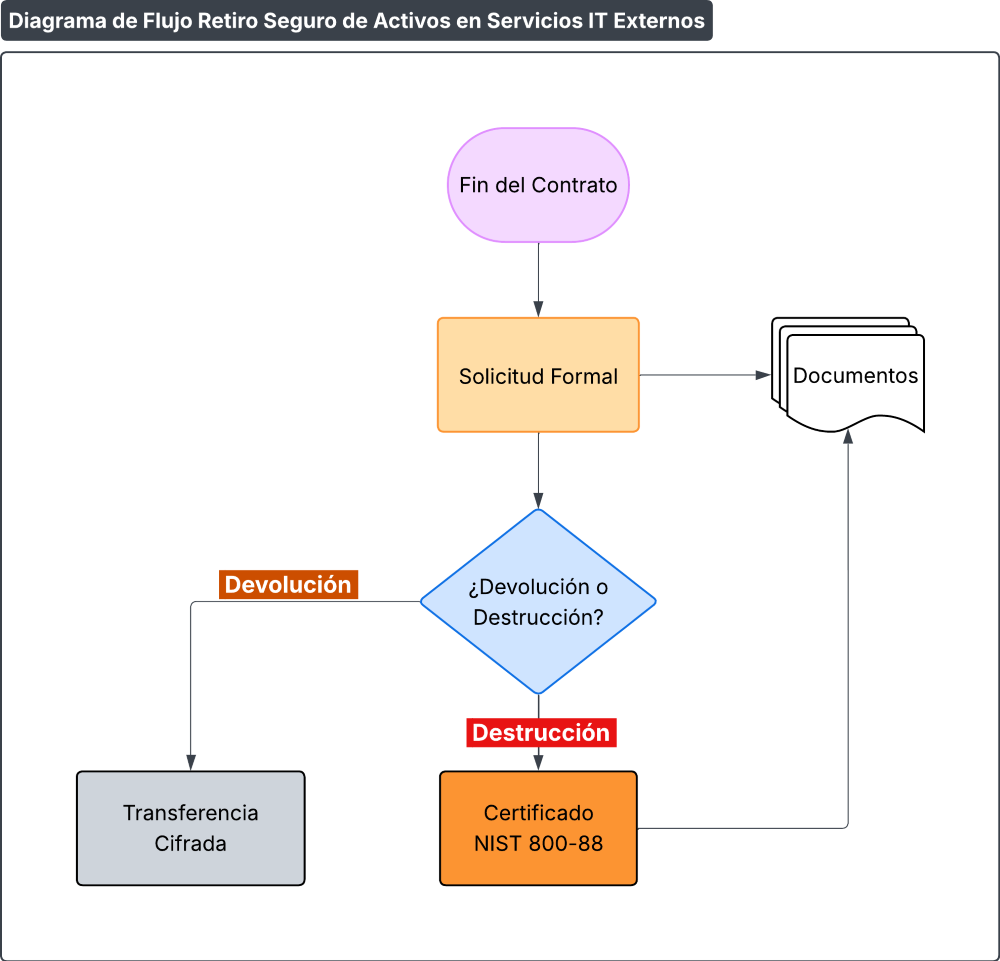 Diagrama de Flujo Retiro Seguro de Activos en Servicios IT Externos
Fin del Contrato
Solicitud Formal
Documentos
¿Devolución o
Destrucción?
Devolución
Destrucción
Transferencia
Cifrada
Certificado
NIST 800-88